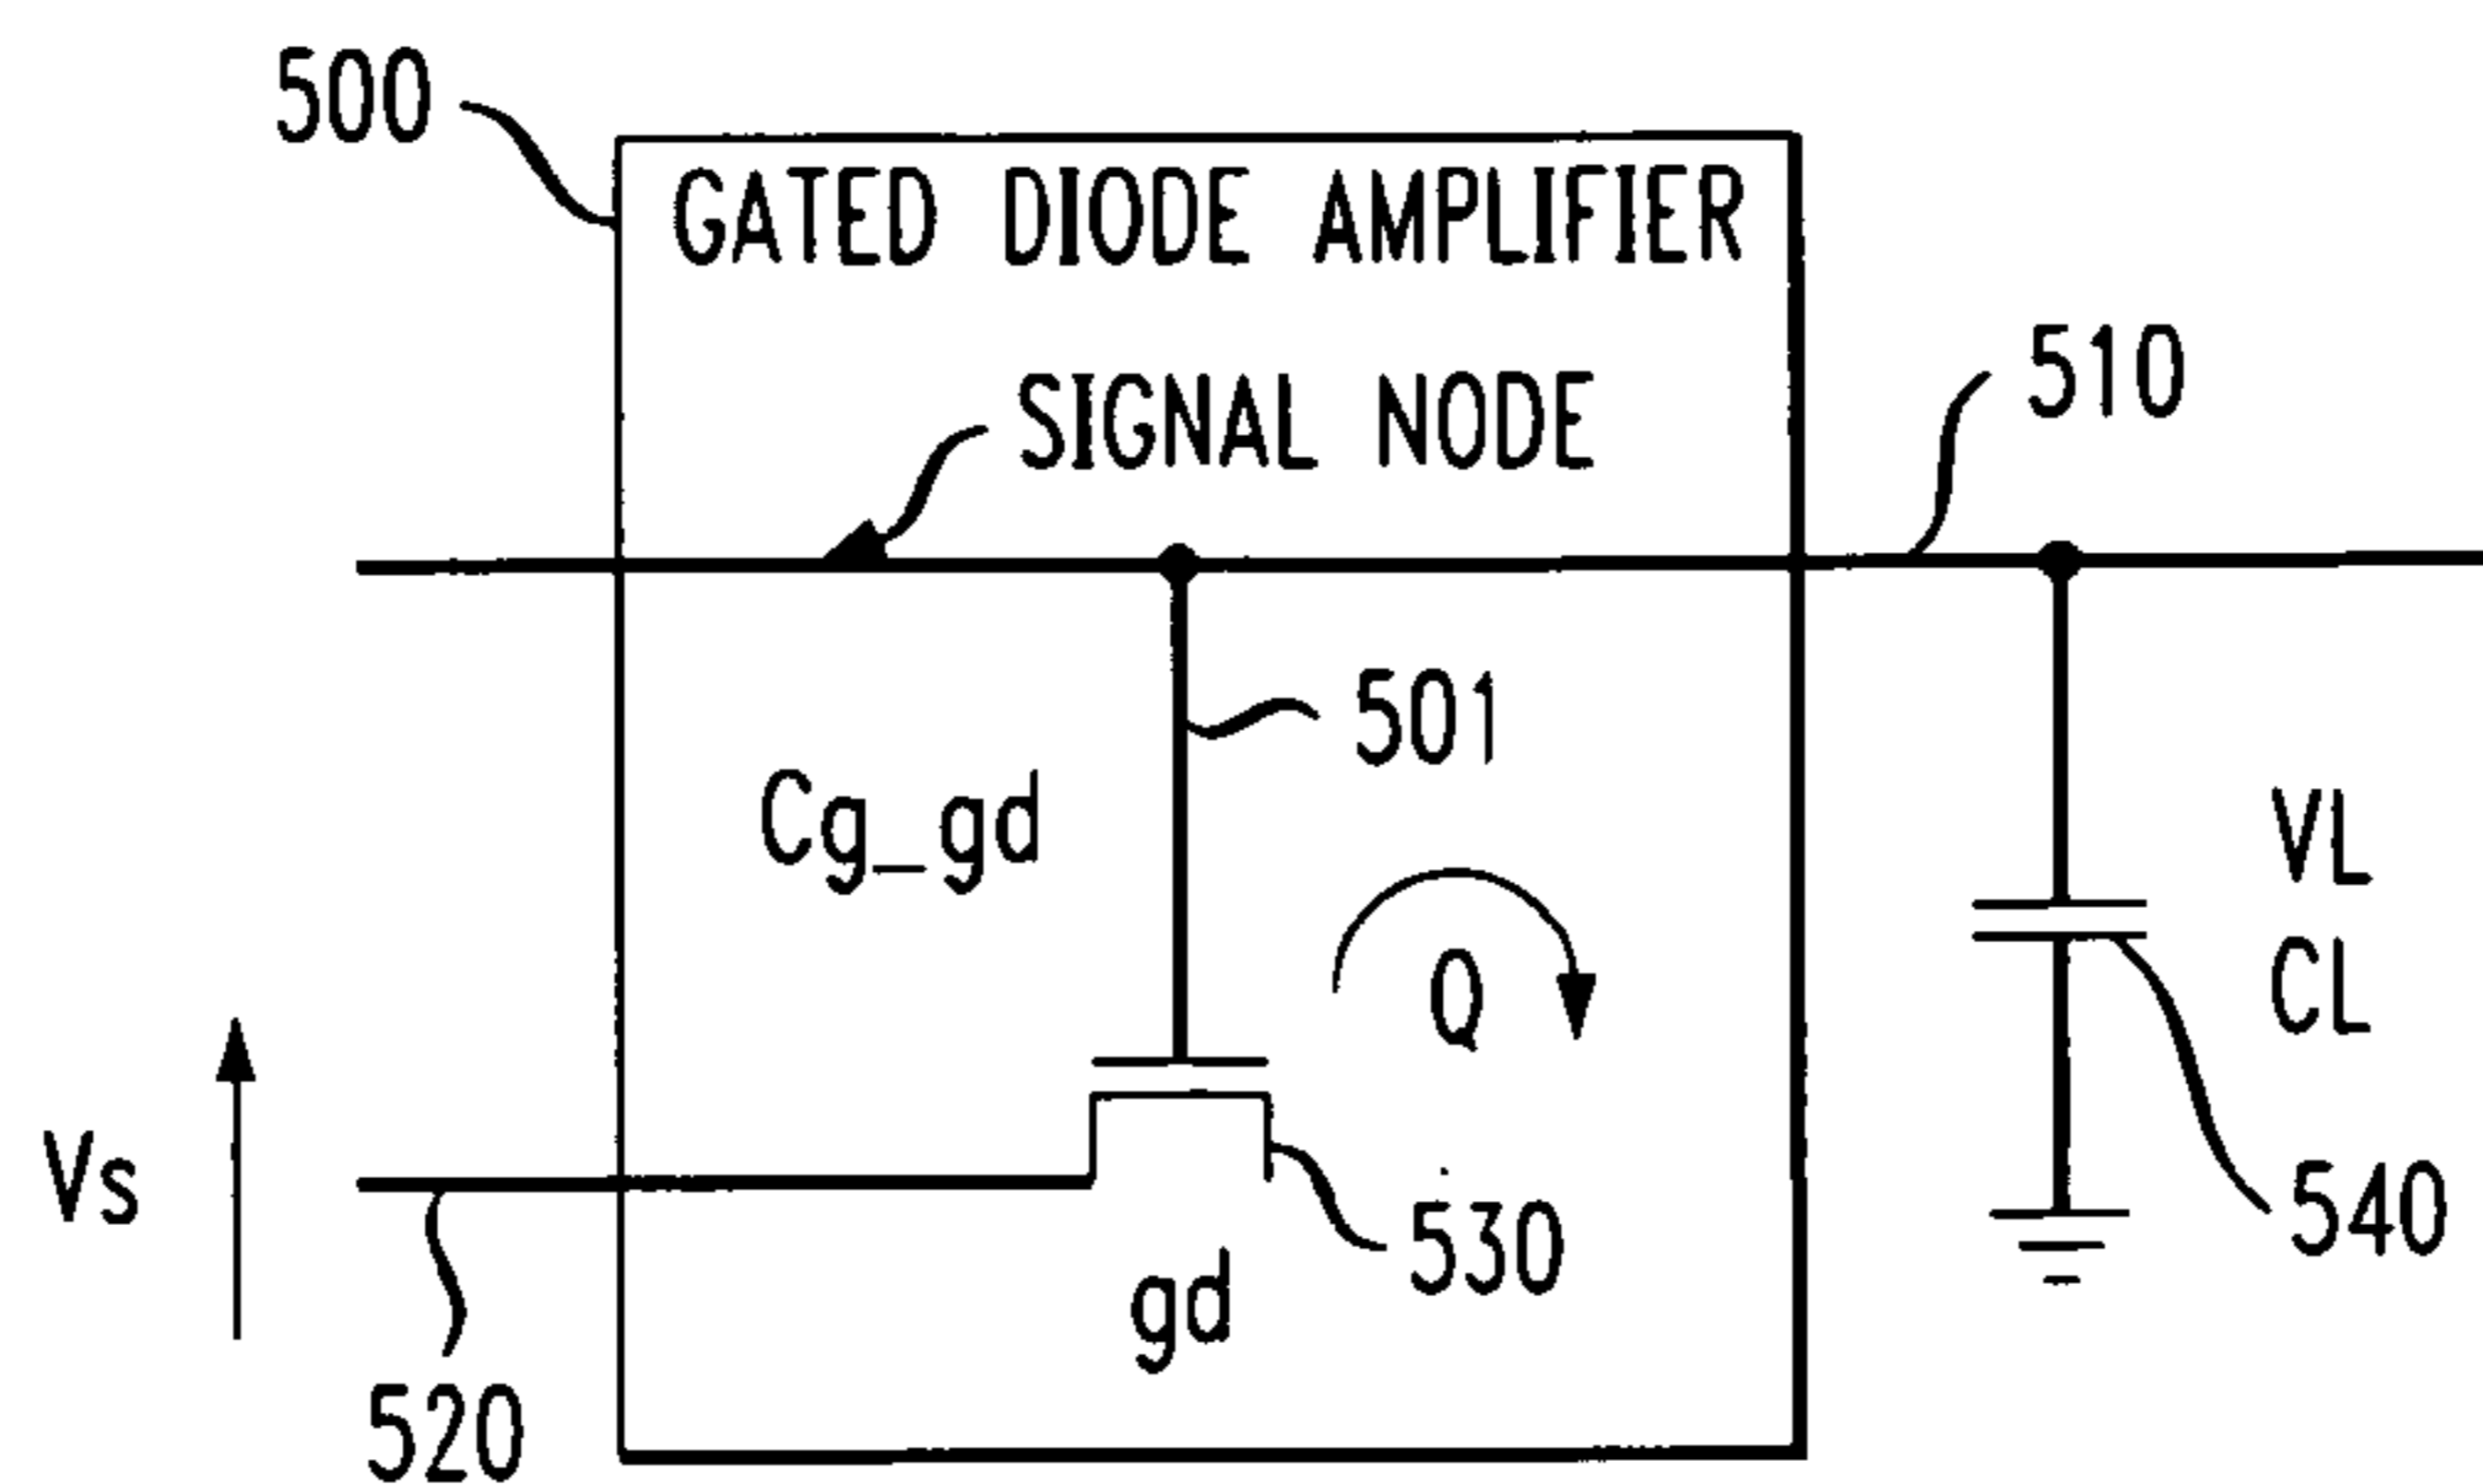 500
GATED DIODE AMPLIFIER
SIGNAL NODE
510
501
Cg_gd
VL
Q
CL
Vs
530
540
gd
520